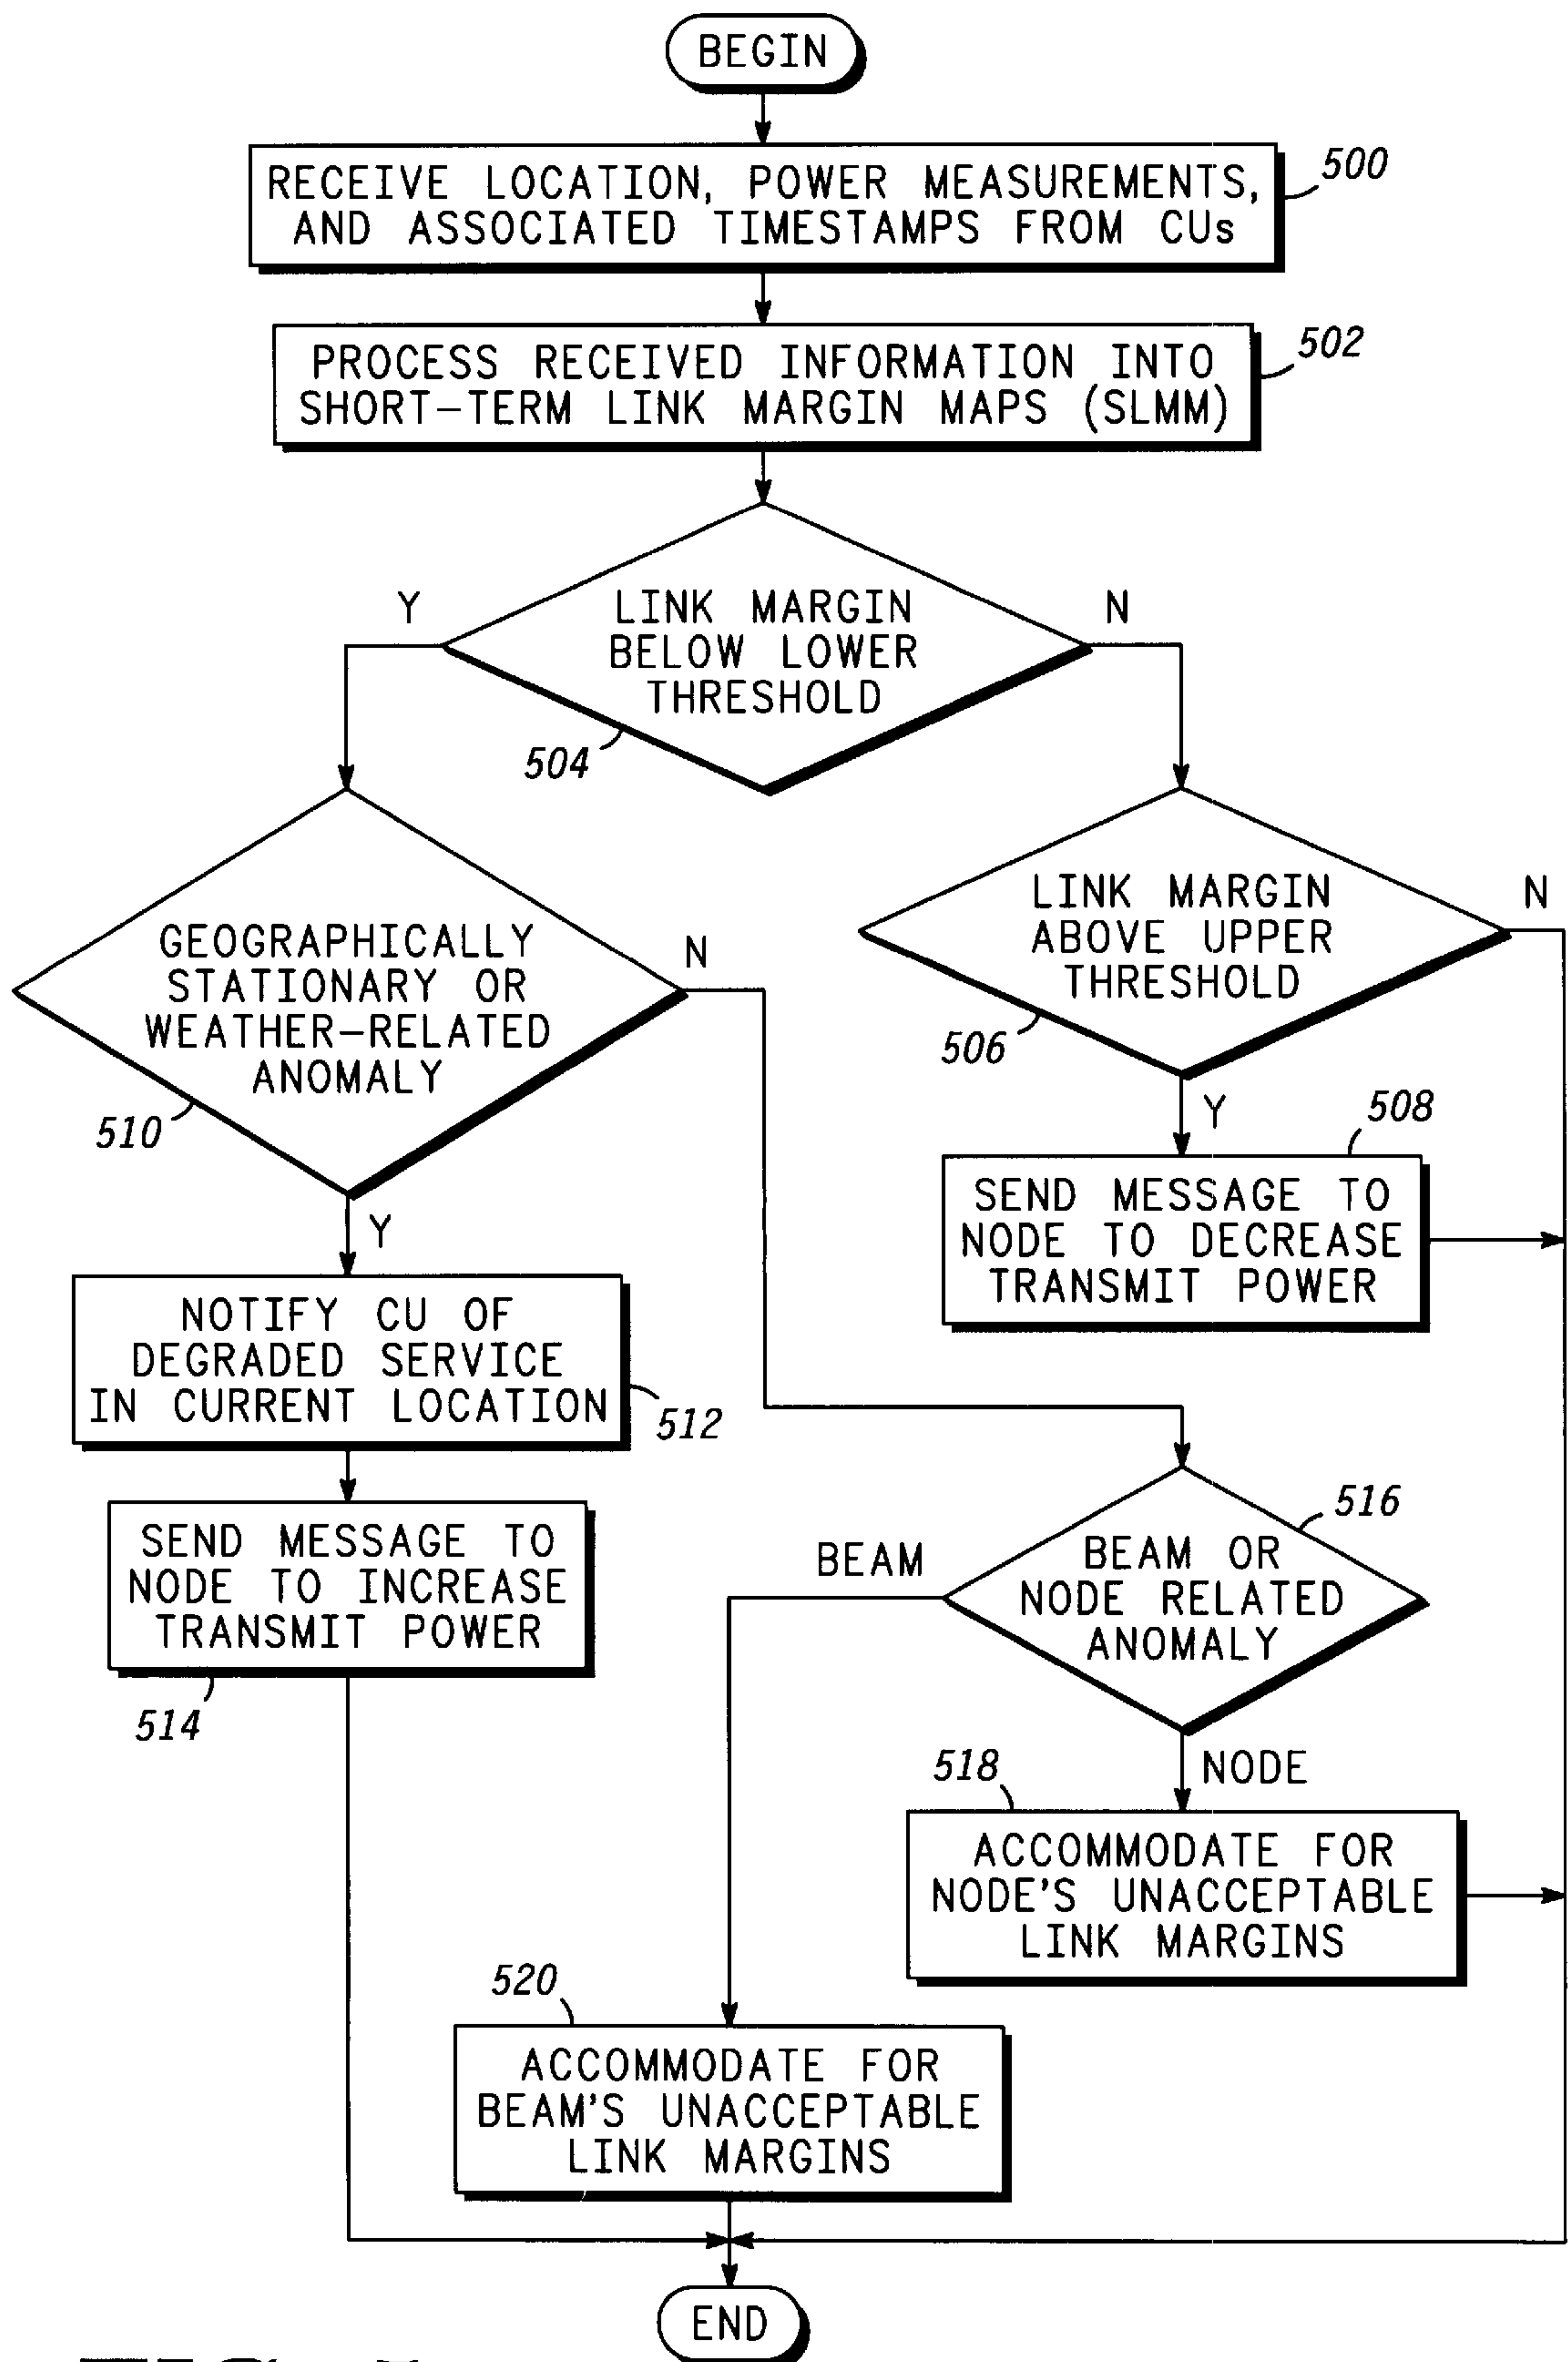 BEGIN
RECEIVE LOCATION, POWER MEASUREMENTS,
AND ASSOCIATED TIMESTAMPS FROM CUs
500
PROCESS RECEIVED INFORMATION INTO
SHORT-TERM LINK MARGIN MAPS (SLMM)
502
Y
LINK MARGIN
BELOW LOWER
THRESHOLD
N
504
GEOGRAPHICALLY
STATIONARY OR
WEATHER-RELATED
ANOMALY
N
510
Y
LINK MARGIN
ABOVE UPPER
THRESHOLD
N
506
Y
508
SEND MESSAGE TO
NODE TO DECREASE
TRANSMIT POWER
NOTIFY CU OF
DEGRADED SERVICE
IN CURRENT LOCATION
512
SEND MESSAGE TO
NODE TO INCREASE
TRANSMIT POWER
514
BEAM
BEAM OR
NODE RELATED
ANOMALY
516
NODE
518
ACCOMMODATE FOR
NODE'S UNACCEPTABLE
LINK MARGINS
520
ACCOMMODATE FOR
BEAM'S UNACCEPTABLE
LINK MARGINS
END